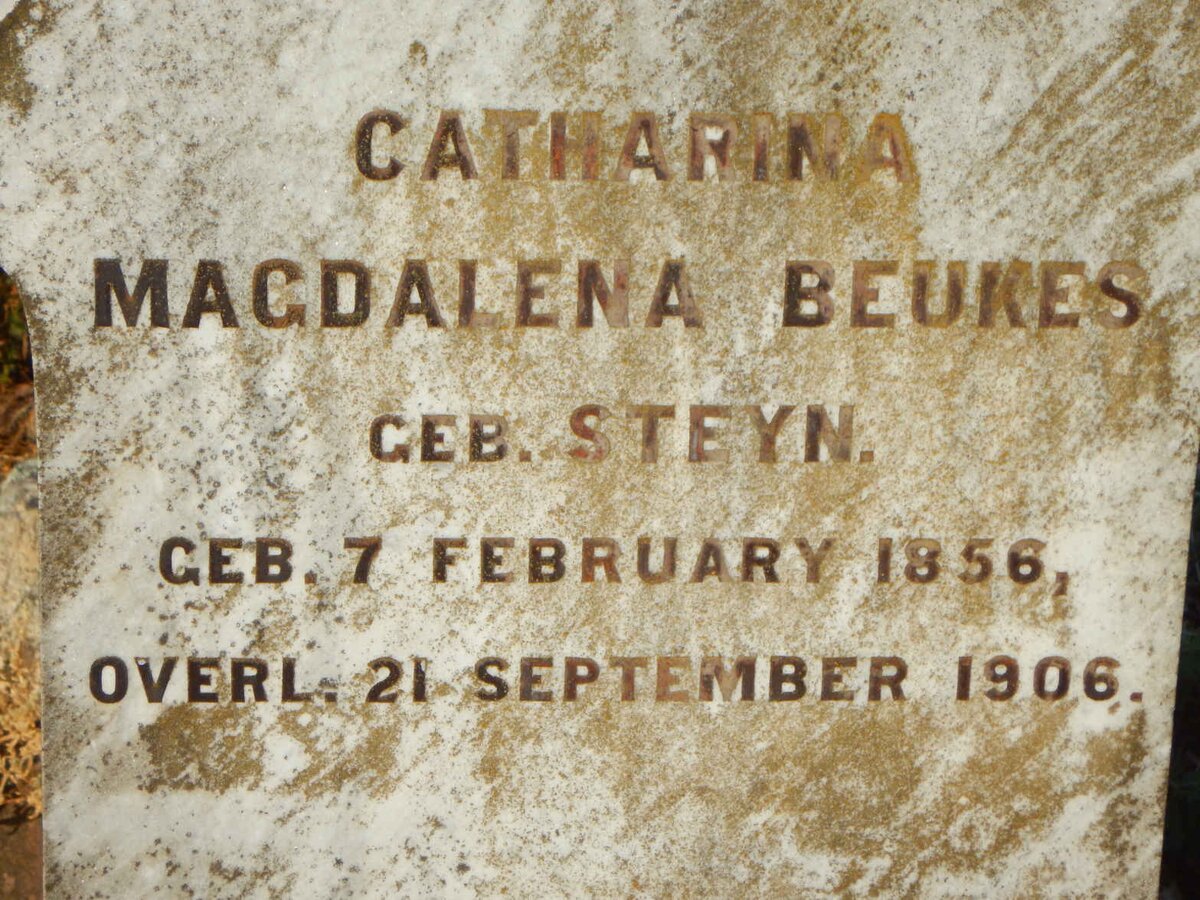 CATHARINA
MAGDALENA BEUKES
GEB. STEYN.
GEB. 7 FEBRUARY 1856,
OVERL. 21 SEPTEMBER 1906.